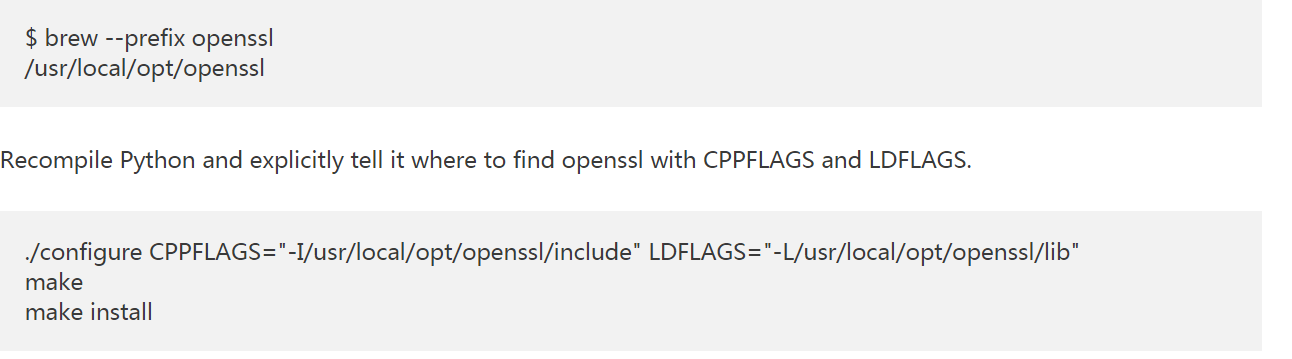 $ brew --prefix openssl
/usr/local/opt/openssl
Recompile Python and explicitly tell it where to find openssl with CPPFLAGS and LDFLAGS.
./configure CPPFLAGS="-I/usr/local/opt/openssl/include" LDFLAGS="-L/usr/local/opt/openssl/lib"
make
make install